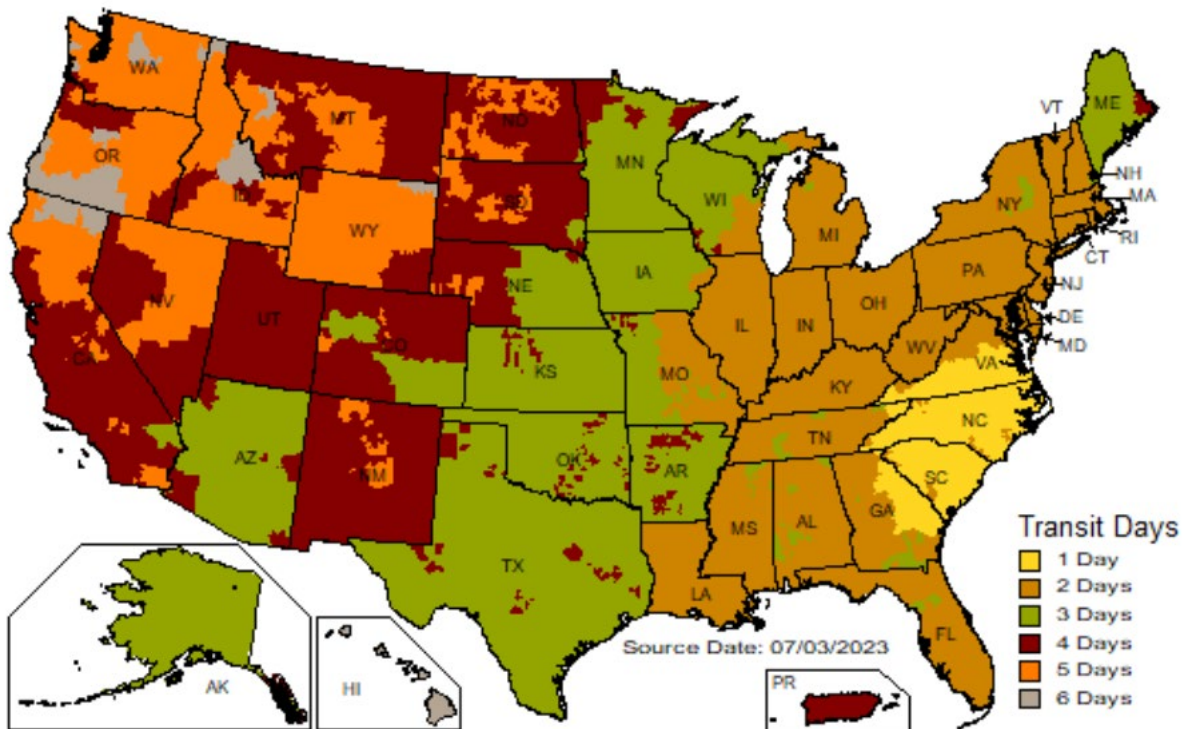 WA
MT
ND
OR
ID
SD
WY
MN
WI
MI
NY
VT
ME
NH
MA
RI
CT
NJ
DE
MD
PA
NV
UT
CA
CO
NE
IA
IL
IN
OH
WV
VA
KS
MO
KY
NC
AZ
NM
OK
AR
TN
SC
TX
LA
MS
AL
GA
FL
AK
HI
PR
Source Date: 07/03/2023
Transit Days
1 Day
2 Days
3 Days
4 Days
5 Days
6 Days